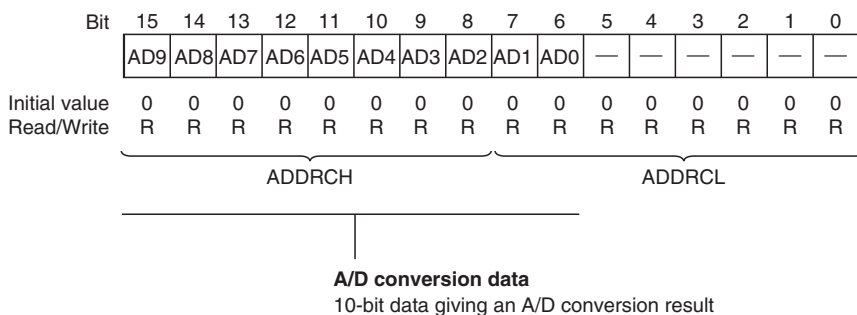 Bit 15 14 13 12 11 10 9 8 7 6 5 4 3 2 1 0
AD9 AD8 AD7 AD6 AD5 AD4 AD3 AD2 AD1 AD0 — — — — — —
Initial value 0 0 0 0 0 0 0 0 0 0 0 0 0 0 0 0
Read/Write R R R R R R R R R R R R R R R R
ADDRCH ADDRCL
A/D conversion data
10-bit data giving an A/D conversion result